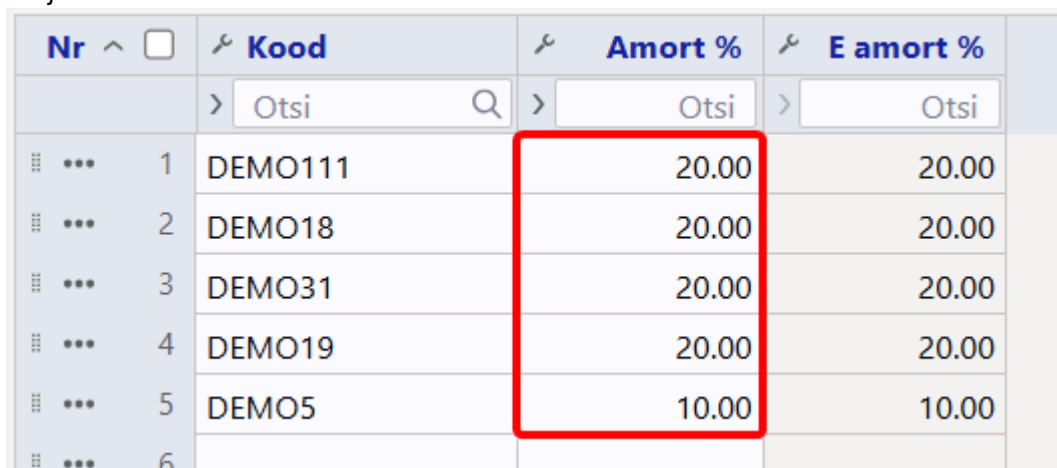 Nr Kood Amort % E amort %
Otsi Otsi Otsi
1 DEMO111 20.00 20.00
2 DEMO18 20.00 20.00
3 DEMO31 20.00 20.00
4 DEMO19 20.00 20.00
5 DEMO5 10.00 10.00
6